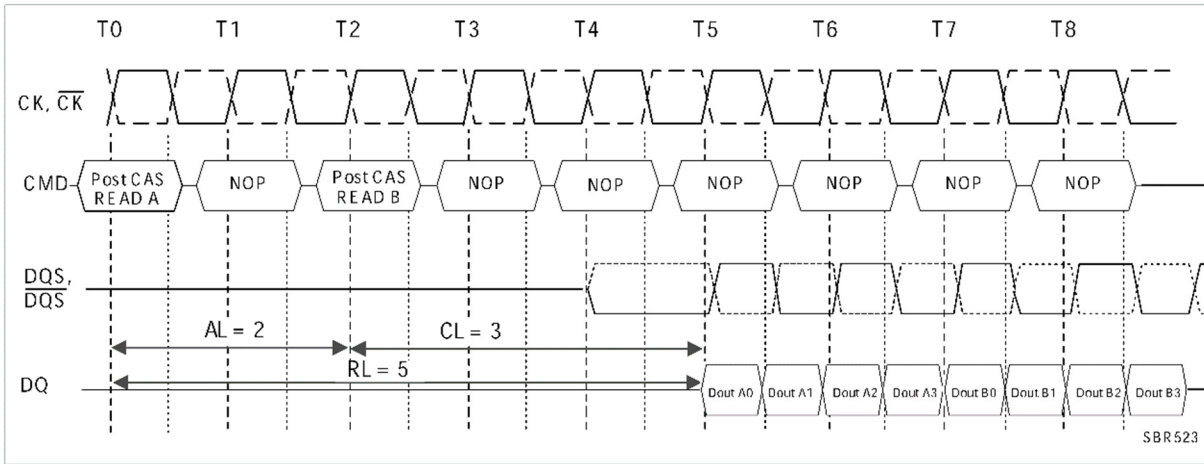 T0 T1 T2 T3 T4 T5 T6 T7 T8
CK, CK
CMD
Post CAS
READ A
NOP
Post CAS
READ B
NOP
NOP
NOP
NOP
NOP
NOP
DQS,
DQS
AL = 2
CL = 3
RL = 5
DQ
Dout A0 Dout A1 Dout A2 Dout A3 Dout B0 Dout B1 Dout B2 Dout B3
SBR523